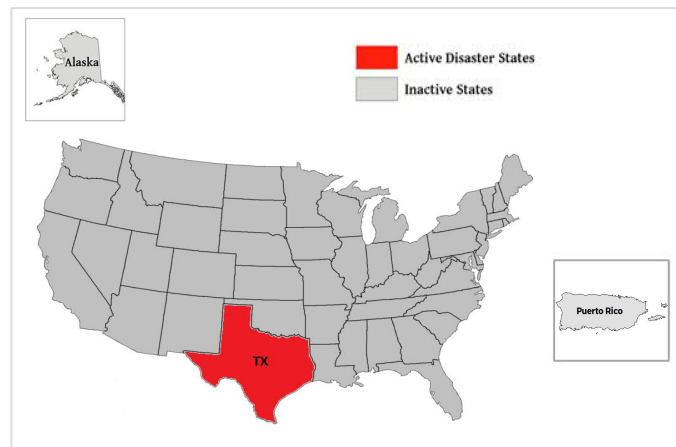 Alaska
Active Disaster States
Inactive States
Puerto Rico
TX